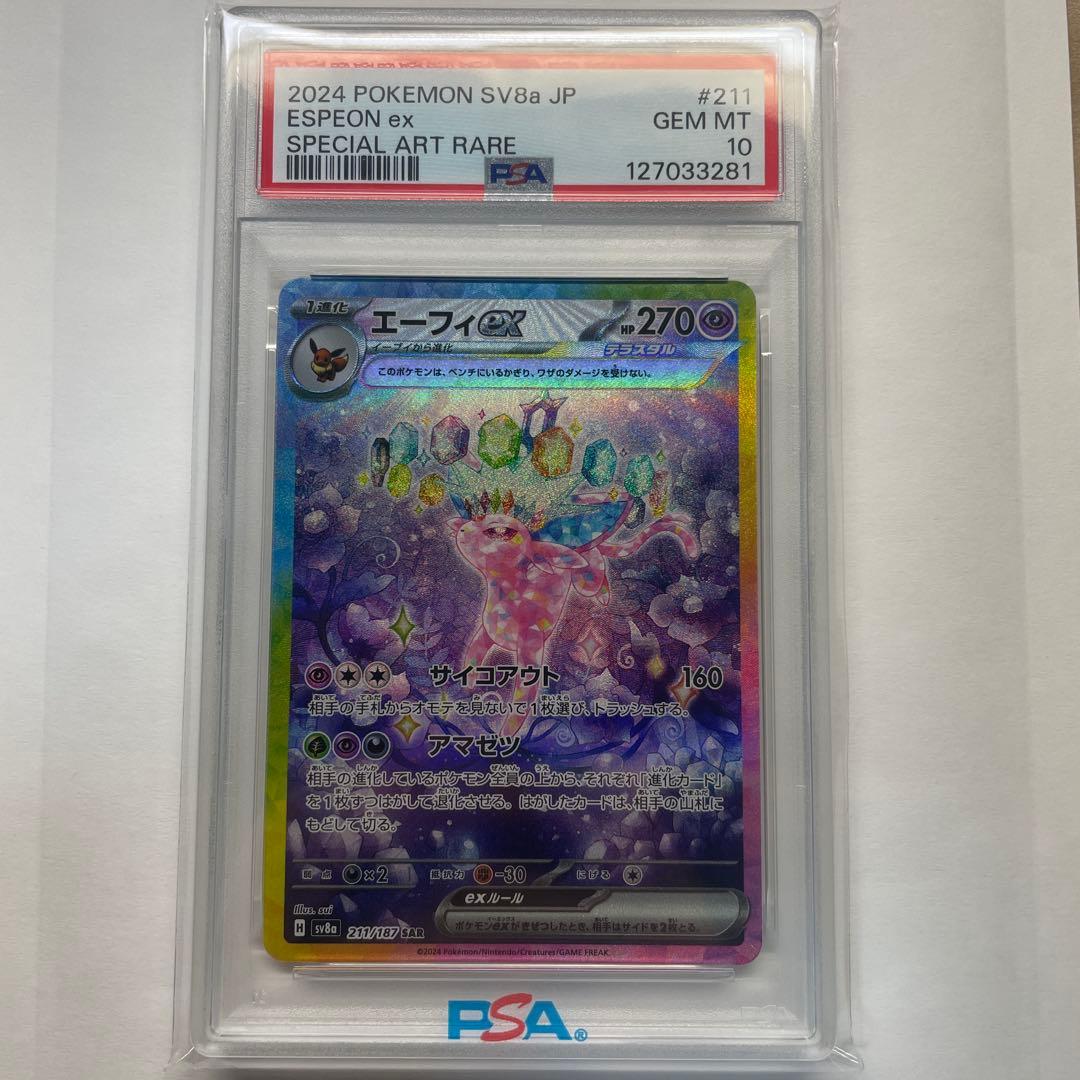 2024 POKEMON SV8a JP #211
ESPEON ex GEM MT
SPECIAL ART RARE 10
PSA 127033281
1進化 エーフィex HP270
イーブイから進化 テラスタル
このポケモンは、ベンチにいるかぎり、ワザのダメージを受けない。
サイコアウト 160
相手の手札からオモテを見ないで1枚選び、トラッシュする。
アマゼツ
相手の進化しているポケモン全員の上から、それぞれ「進化カード」
を1枚ずつはがして退化させる。はがしたカードは、相手の山札に
もどして切る。
弱点 ×2 抵抗力 -30 にげる
exルール
ポケモンexがきぜつしたとき、相手はサイドを2枚とる。
Illus. sui
H sv8a 211/187 SAR
©2024 Pokémon/Nintendo/Creatures/GAME FREAK
PSA®